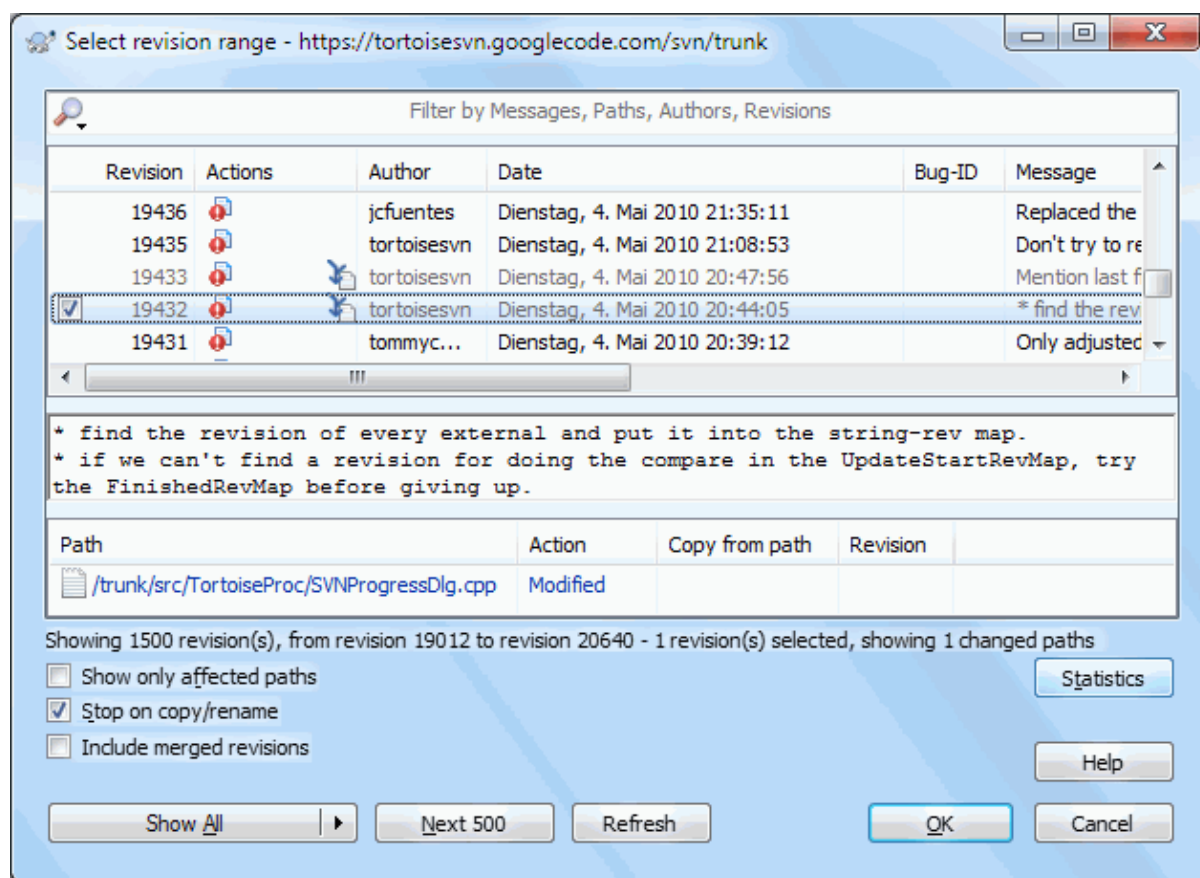 Select revision range - https://tortoisesvn.googlecode.com/svn/trunk
Filter by Messages, Paths, Authors, Revisions
Revision Actions Author Date Bug-ID Message
19436 jcfuentes Dienstag, 4. Mai 2010 21:35:11 Replaced the
19435 tortoisesvn Dienstag, 4. Mai 2010 21:08:53 Don't try to re
19433 tortoisesvn Dienstag, 4. Mai 2010 20:47:56 Mention last f
19432 tortoisesvn Dienstag, 4. Mai 2010 20:44:05 * find the rev
19431 tommyc... Dienstag, 4. Mai 2010 20:39:12 Only adjusted
* find the revision of every external and put it into the string-rev map.
* if we can't find a revision for doing the compare in the UpdateStartRevMap, try
the FinishedRevMap before giving up.
Path Action Copy from path Revision
/trunk/src/TortoiseProc/SVNProgressDlg.cpp Modified
Showing 1500 revision(s), from revision 19012 to revision 20640 - 1 revision(s) selected, showing 1 changed paths
Show only affected paths
Statistics
Stop on copy/rename
Include merged revisions
Help
Show All Next 500 Refresh OK Cancel